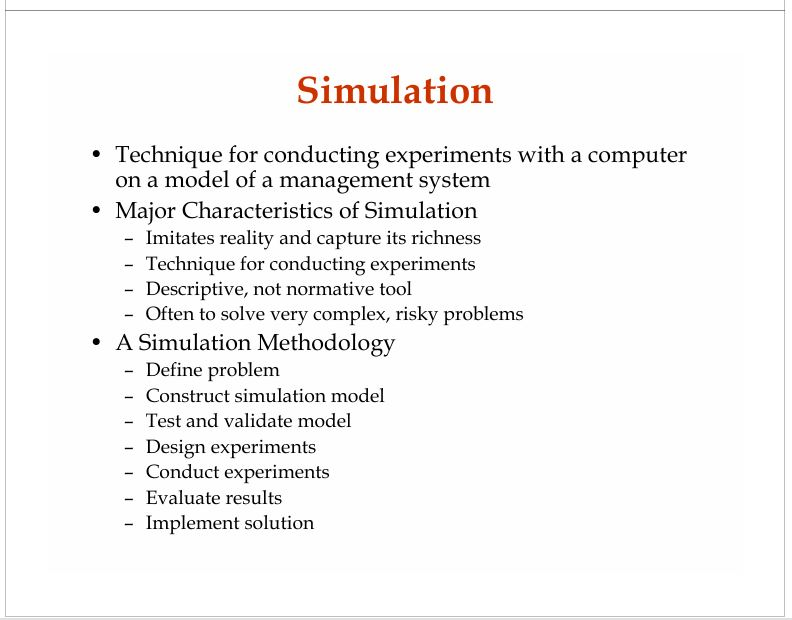 Simulation
• Technique for conducting experiments with a computer
on a model of a management system
• Major Characteristics of Simulation
– Imitates reality and capture its richness
– Technique for conducting experiments
– Descriptive, not normative tool
– Often to solve very complex, risky problems
• A Simulation Methodology
– Define problem
– Construct simulation model
– Test and validate model
– Design experiments
– Conduct experiments
– Evaluate results
– Implement solution